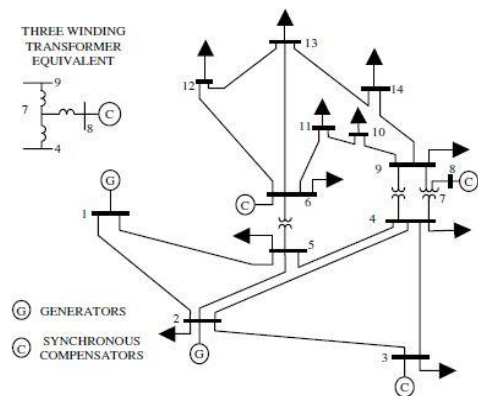 THREE WINDING
TRANSFORMER
EQUIVALENT
9
7
C
8
4
13
12
14
11
10
9
8
C
7
C
6
G
1
4
5
G GENERATORS
C SYNCHRONOUS
COMPENSATORS
2
G
3
C